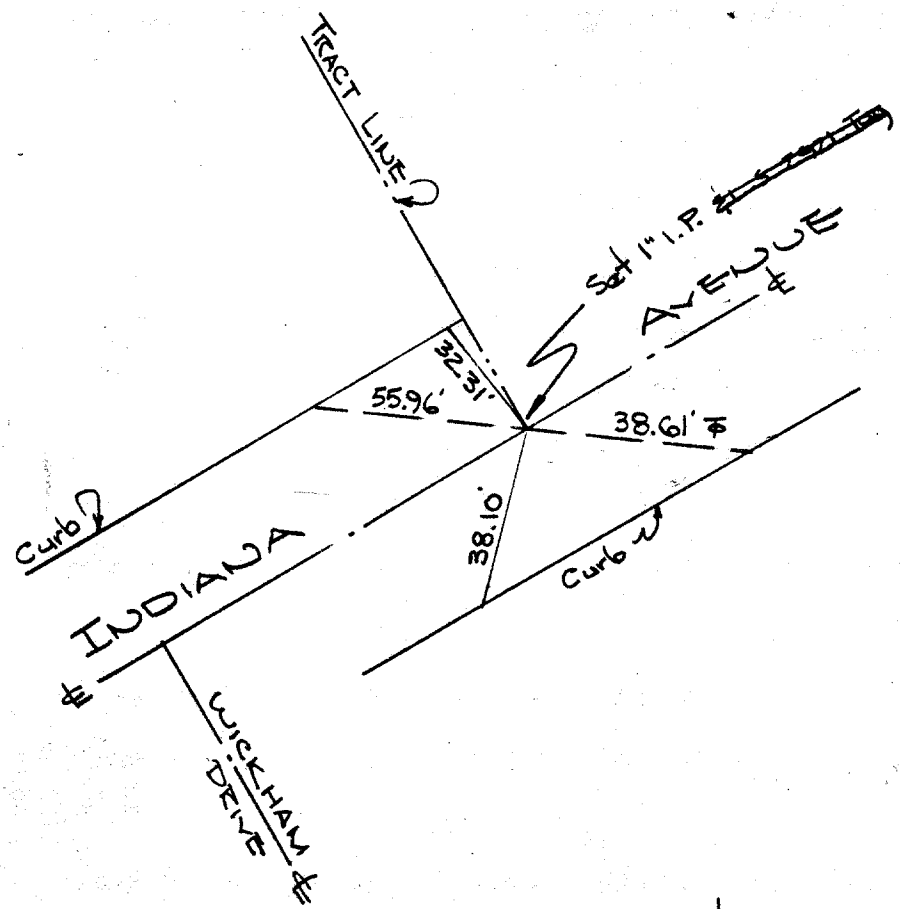 TRACT LINE
Set 1" I.P. &
AVENUE
℄
32.31'
55.96'
38.61'
38.10'
Curb
Curb
INDIANA
℄
WICKHAM
DRIVE
℄